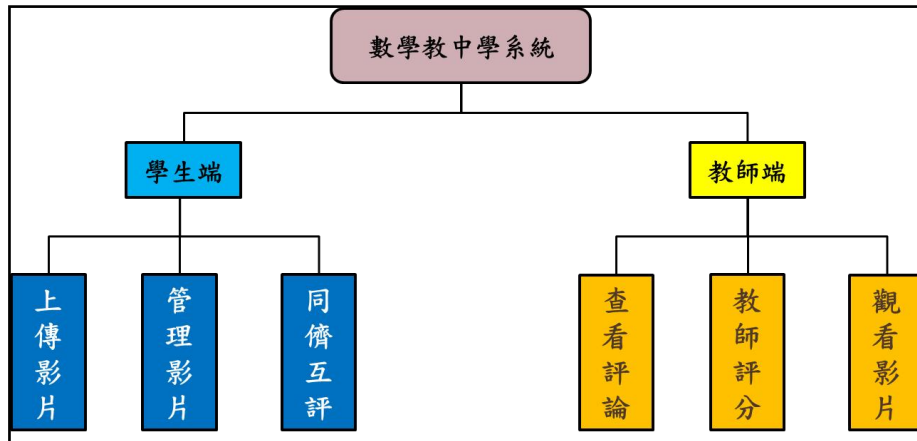 數學教中學系統
學生端
教師端
上傳影片
管理影片
同儕互評
查看評論
教師評分
觀看影片